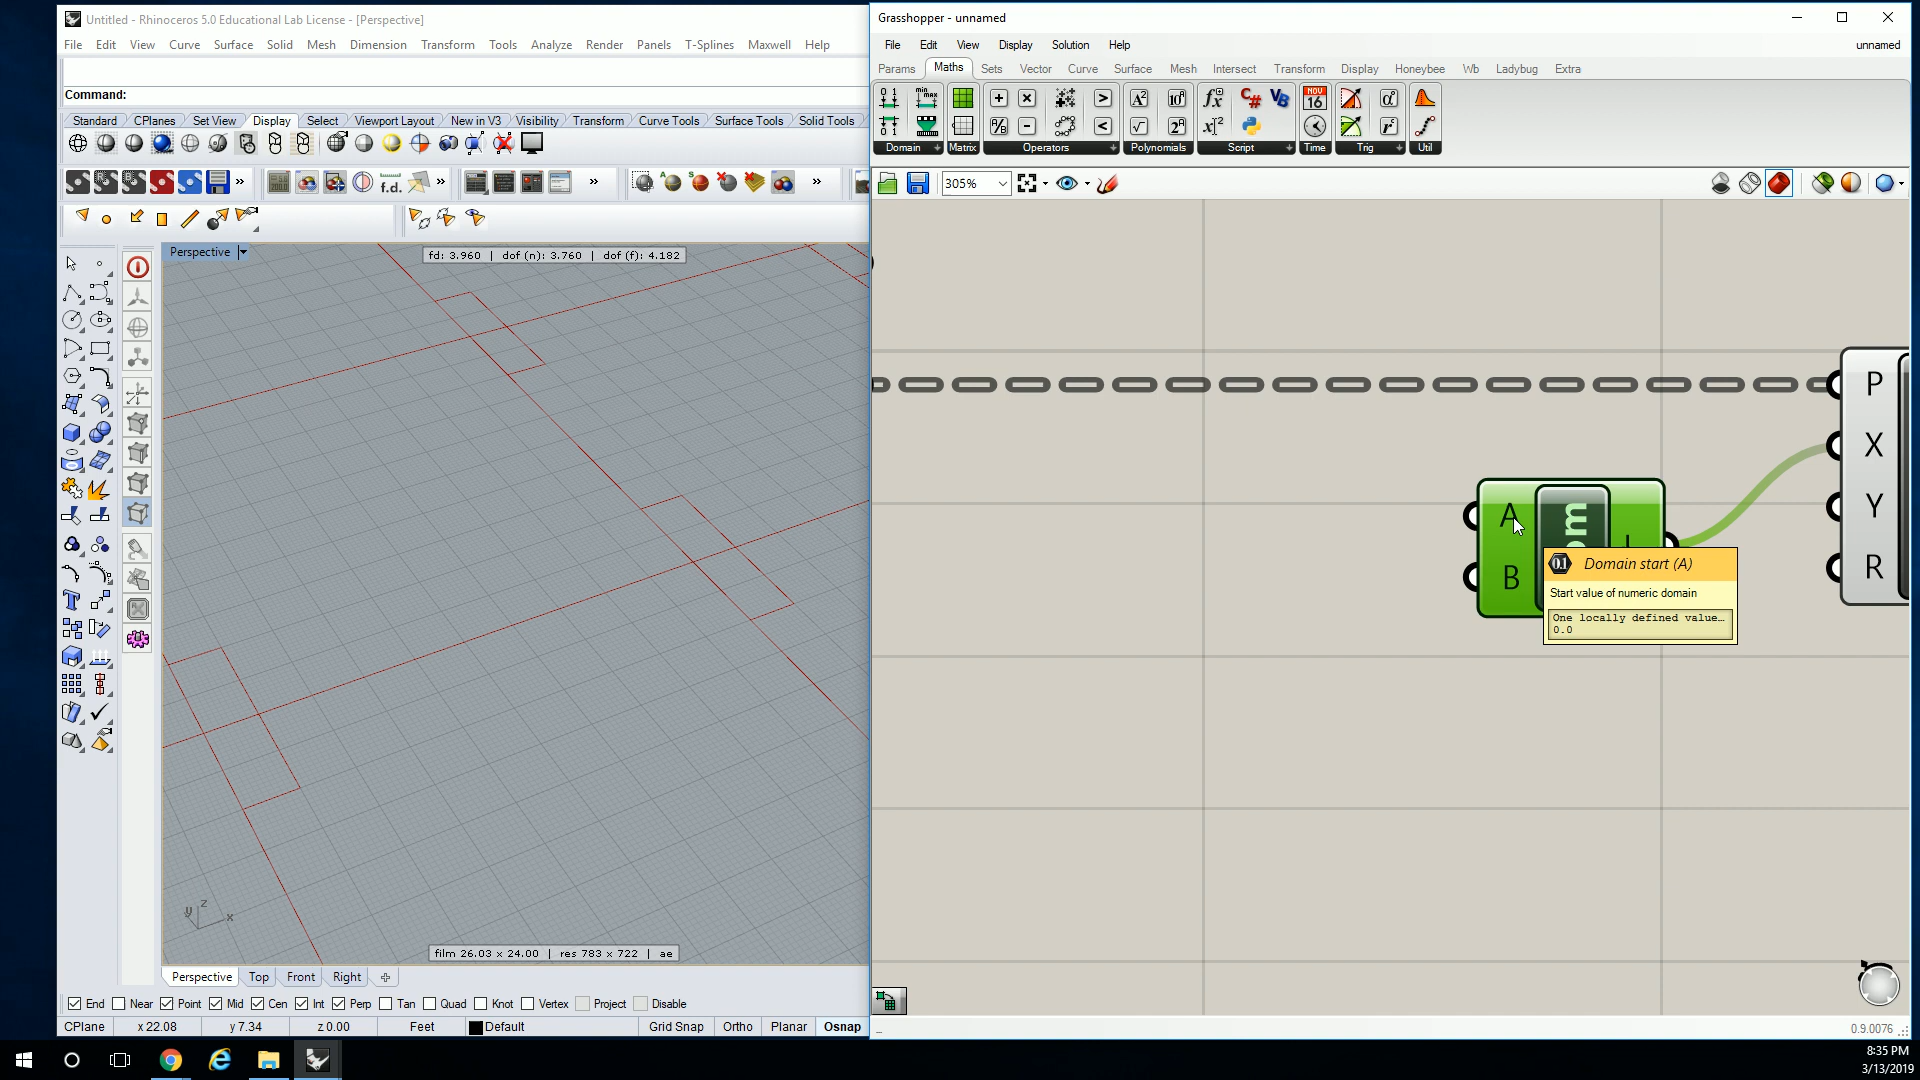 Untitled - Rhinoceros 5.0 Educational Lab License - [Perspective]
File Edit View Curve Surface Solid Mesh Dimension Transform Tools Analyze Render Panels T-Splines Maxwell Help
Command:
Standard CPlanes Set View Display Select Viewport Layout New in V3 Visibility Transform Curve Tools Surface Tools Solid Tools
f.d.
Perspective
fd: 3.960 | dof (n): 3.760 | dof (f): 4.182
z
y
x
film 26.03 x 24.00 | res 783 x 722 | ae
Perspective Top Front Right
End Near Point Mid Cen Int Perp Tan Quad Knot Vertex Project Disable
CPlane x 22.08 y 7.34 z 0.00 Feet Default Grid Snap Ortho Planar Osnap
Grasshopper - unnamed
File Edit View Display Solution Help unnamed
Params Maths Sets Vector Curve Surface Mesh Intersect Transform Display Honeybee Wb Ladybug Extra
Domain Matrix Operators Polynomials Script Time Trig Util
305%
P
X
Y
R
A
B
Domain start (A)
Start value of numeric domain
One locally defined value…
0.0
0.9.0076
8:35 PM
3/13/2019